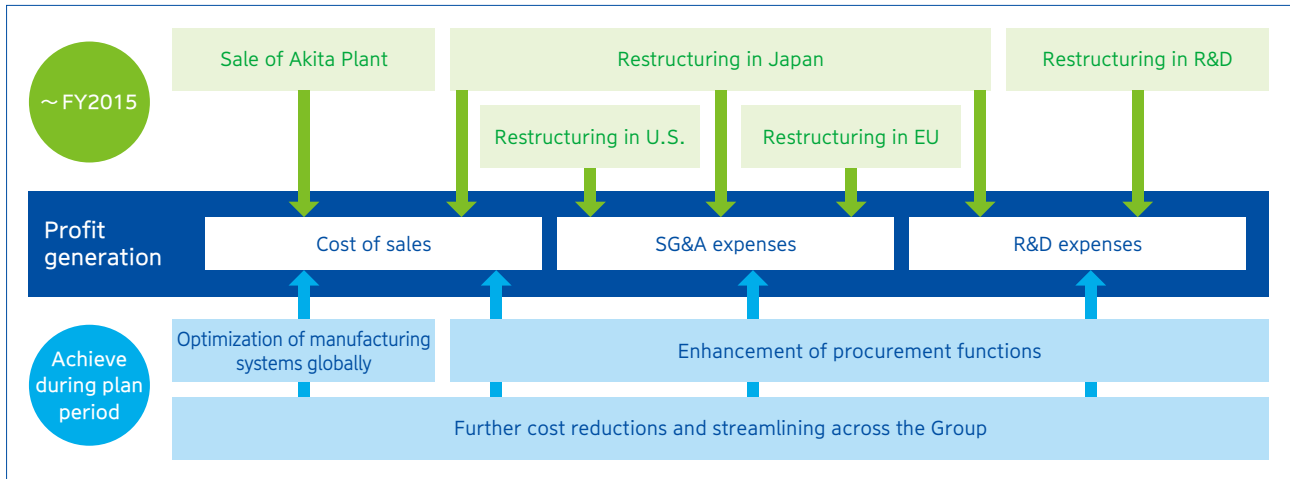 Sale of Akita Plant
Restructuring in Japan
Restructuring in R&D
~ FY2015
Restructuring in U.S.
Restructuring in EU
Profit
generation
Cost of sales
SG&A expenses
R&D expenses
Achieve
during plan
period
Optimization of manufacturing
systems globally
Enhancement of procurement functions
Further cost reductions and streamlining across the Group